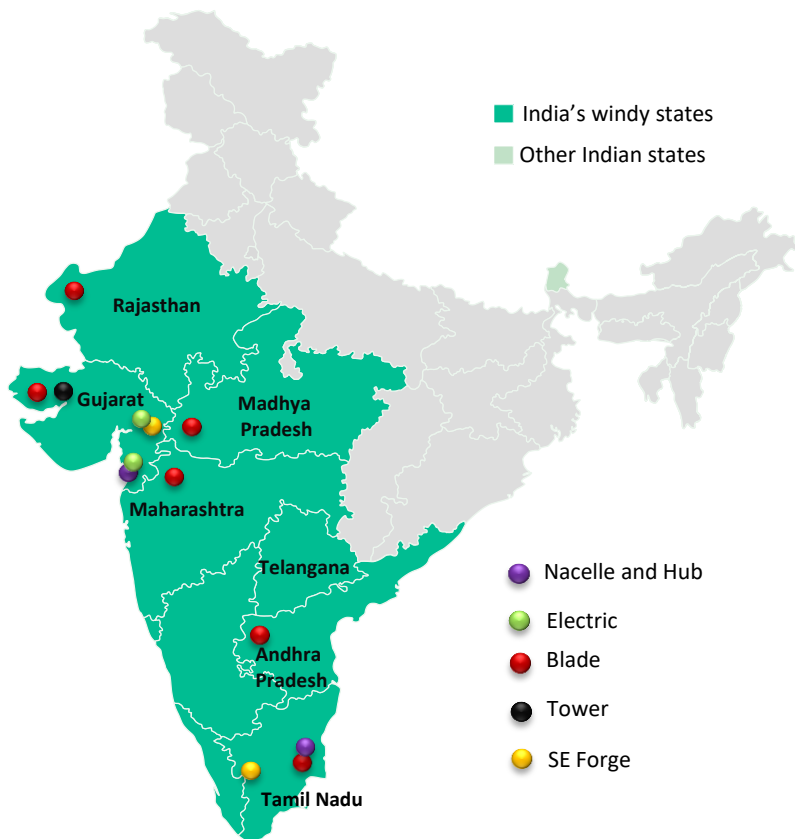 India's windy states
Other Indian states
Rajasthan
Gujarat
Madhya
Pradesh
Maharashtra
Telangana
Andhra
Pradesh
Tamil Nadu
Nacelle and Hub
Electric
Blade
Tower
SE Forge